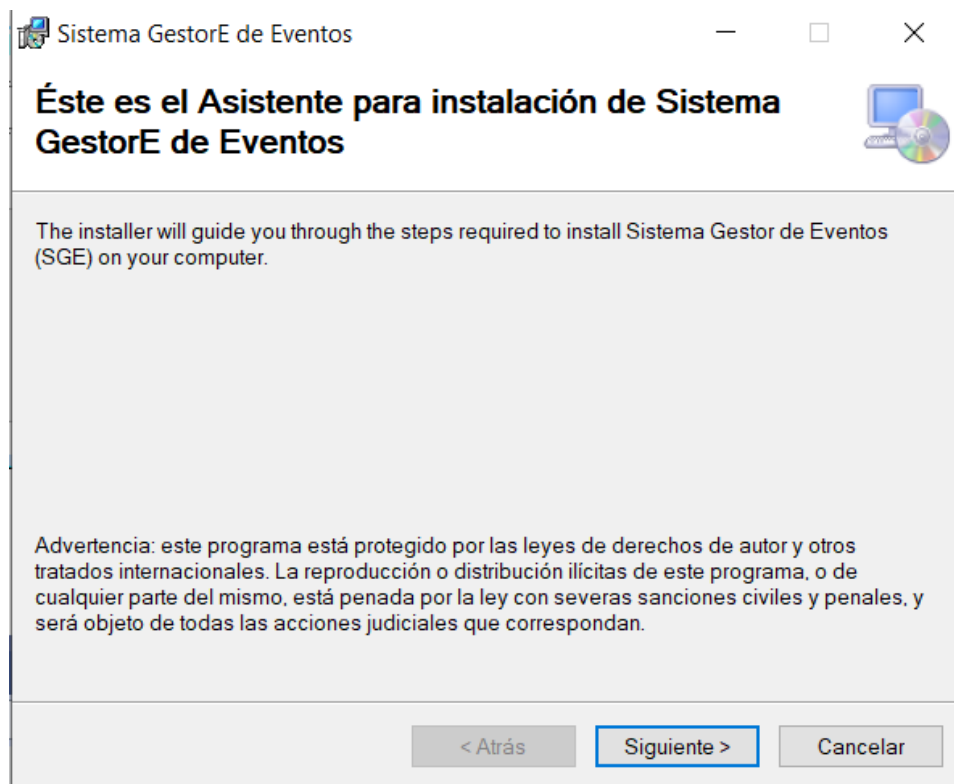 Sistema GestorE de Eventos
Éste es el Asistente para instalación de Sistema
GestorE de Eventos
The installer will guide you through the steps required to install Sistema Gestor de Eventos
(SGE) on your computer.
Advertencia: este programa está protegido por las leyes de derechos de autor y otros
tratados internacionales. La reproducción o distribución ilícitas de este programa, o de
cualquier parte del mismo, está penada por la ley con severas sanciones civiles y penales, y
será objeto de todas las acciones judiciales que correspondan.
< Atrás
Siguiente >
Cancelar